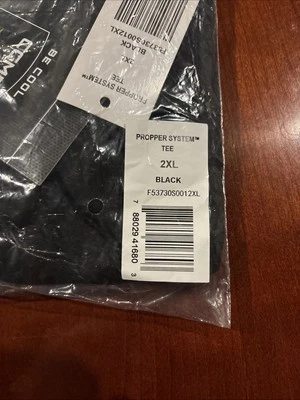 BE COOL
PROPPER SYSTEM™
TEE
2XL
BLACK
F53730S0012XL
PROPPER SYSTEM™
TEE
2XL
BLACK
F53730S0012XL
7 88029 41680 3